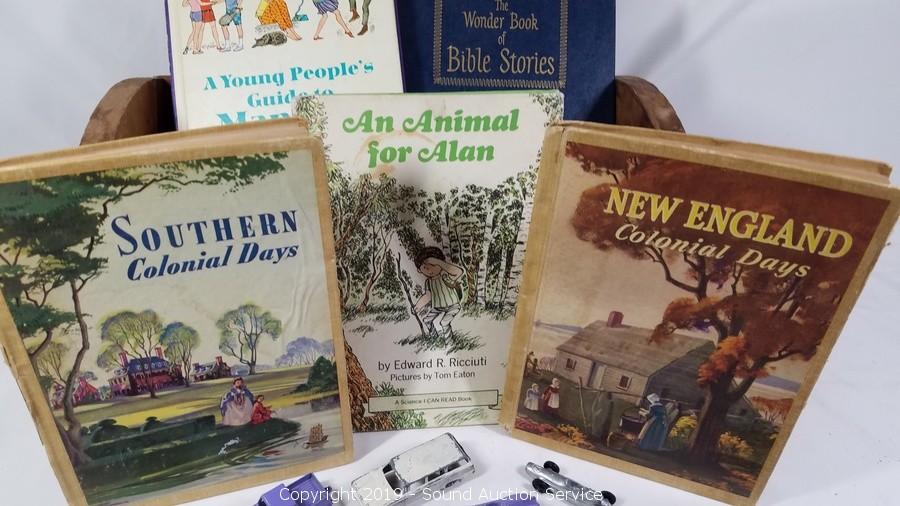 A Young People's
Guide to
The
Wonder Book
of
Bible Stories
An Animal
for Alan
by Edward R. Ricciuti
Pictures by Tom Eaton
A Science I CAN READ Book
SOUTHERN
Colonial Days
NEW ENGLAND
Colonial Days
Copyright 2019 - Sound Auction Service